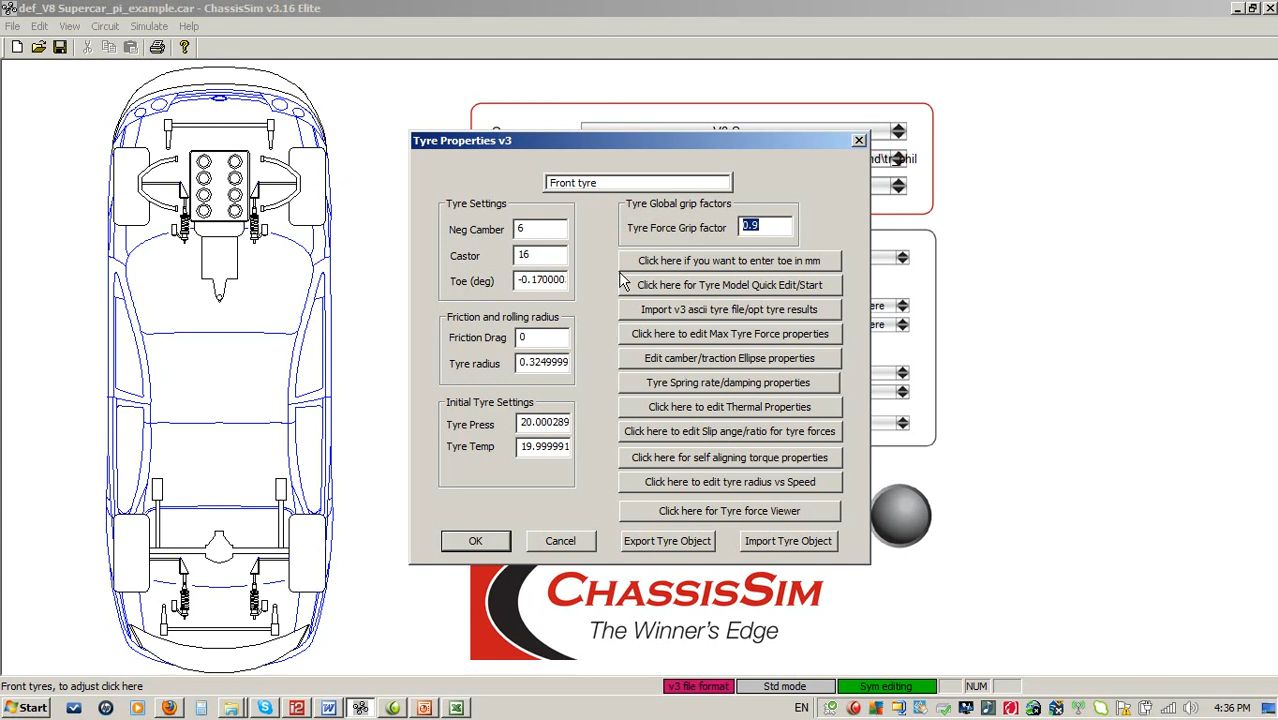 def_V8 Supercar_pi_example.car - ChassisSim v3.16 Elite
File Edit View Circuit Simulate Help
Tyre Properties v3
Front tyre
Tyre Settings
Neg Camber 6
Castor 16
Toe (deg) -0.170000
Friction and rolling radius
Friction Drag 0
Tyre radius 0.3249999
Initial Tyre Settings
Tyre Press 20.000289
Tyre Temp 19.999991
Tyre Global grip factors
Tyre Force Grip factor 0.9
Click here if you want to enter toe in mm
Click here for Tyre Model Quick Edit/Start
Import v3 ascii tyre file/opt tyre results
Click here to edit Max Tyre Force properties
Edit camber/traction Ellipse properties
Tyre Spring rate/damping properties
Click here to edit Thermal Properties
Click here to edit Slip ange/ratio for tyre forces
Click here for self aligning torque properties
Click here to edit tyre radius vs Speed
Click here for Tyre force Viewer
OK Cancel Export Tyre Object Import Tyre Object
ChassisSim
The Winner's Edge
Front tyres, to adjust click here
v3 file format Std mode Sym editing NUM
Start EN 4:36 PM